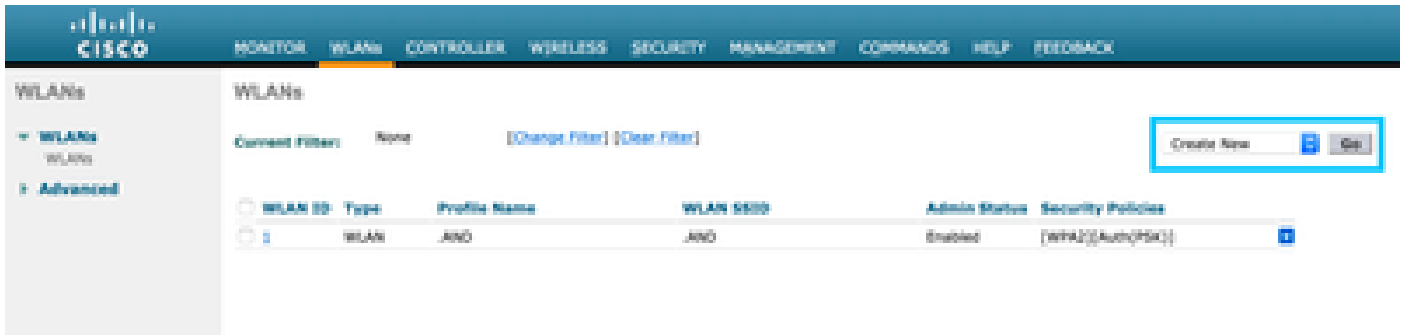 CISCO
MONITOR WLANs CONTROLLER WIRELESS SECURITY MANAGEMENT COMMANDS HELP FEEDBACK
WLANs
WLANs
WLANs
WLANs
Advanced
Current Filter: None [Change Filter] [Clear Filter]
Create New Go
WLAN ID Type Profile Name WLAN SSID Admin Status Security Policies
1 WLAN .ANO .ANO Enabled [WPA2][Auth(PSK)]